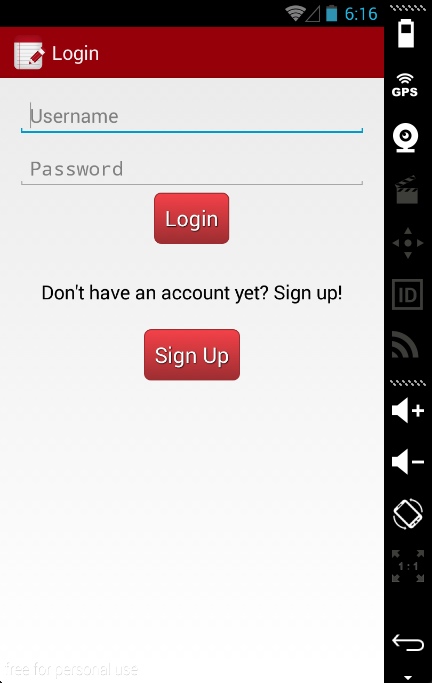 6:16
Login
GPS
Username
Password
Login
ID
Don't have an account yet? Sign up!
Sign Up
1:1
free for personal use